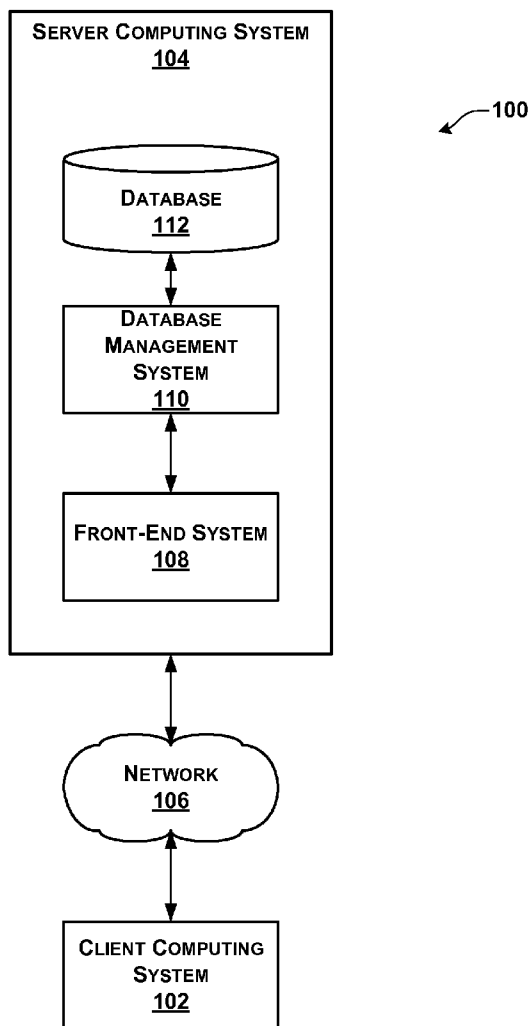 SERVER COMPUTING SYSTEM
104
100
DATABASE
112
DATABASE
MANAGEMENT
SYSTEM
110
FRONT-END SYSTEM
108
NETWORK
106
CLIENT COMPUTING
SYSTEM
102